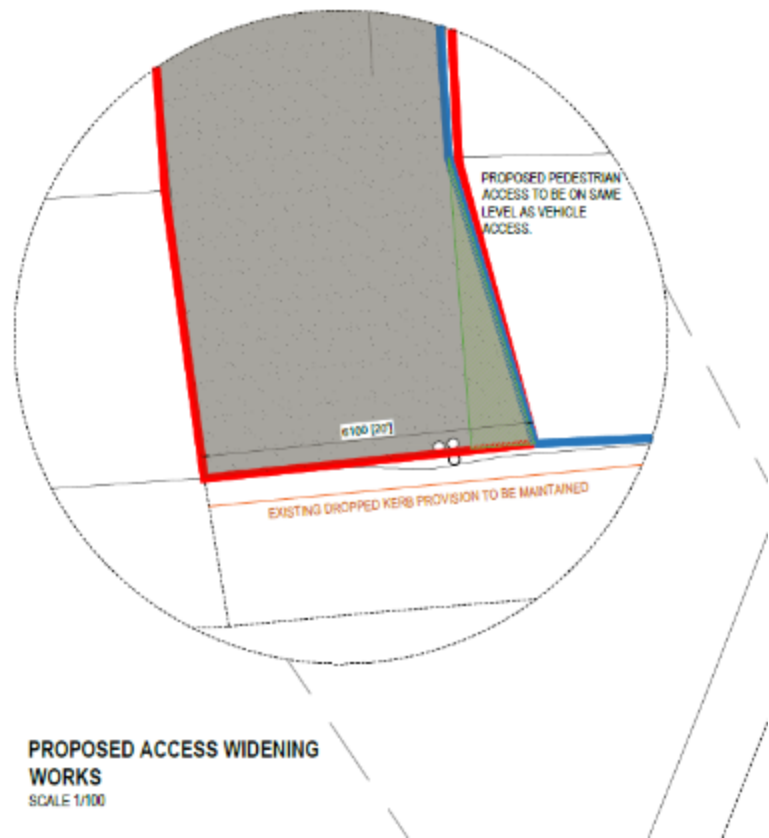 PROPOSED PEDESTRIAN
ACCESS TO BE ON SAME
LEVEL AS VEHICLE
ACCESS.
6100 [20']
EXISTING DROPPED KERB PROVISION TO BE MAINTAINED
PROPOSED ACCESS WIDENING
WORKS
SCALE 1/100